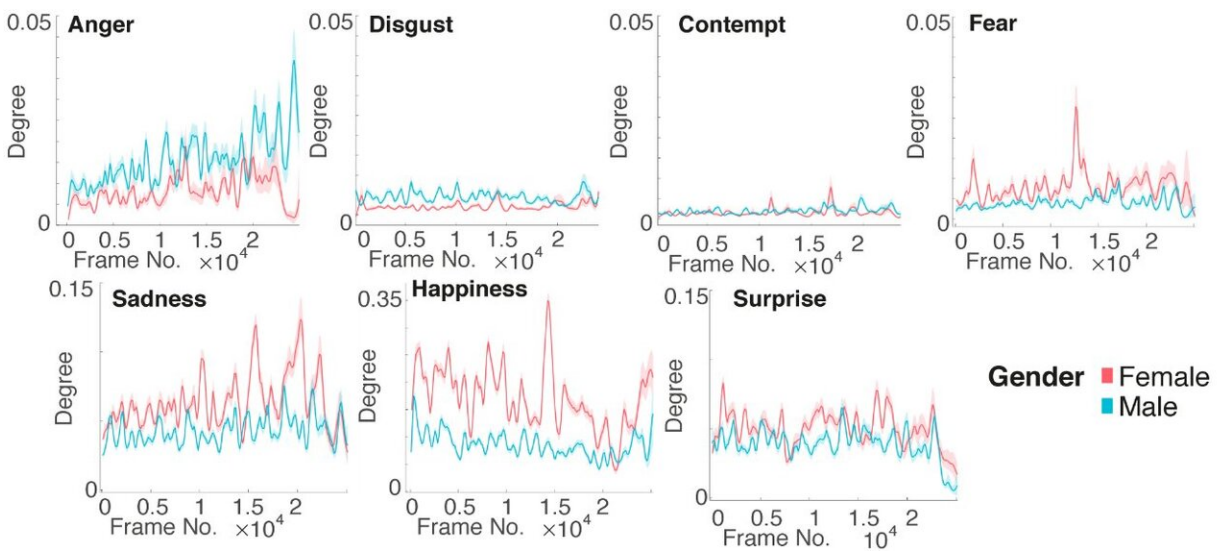 Anger
0.05
Degree
0
0 0.5 1 1.5 2
Frame No. ×10⁴
Disgust
0.05
Degree
0
0 0.5 1 1.5 2
Frame No. ×10⁴
Contempt
0.05
Degree
0
0 0.5 1 1.5 2
Frame No. ×10⁴
Fear
0.05
Degree
0
0 0.5 1 1.5 2
Frame No. ×10⁴
Sadness
0.15
Degree
0
0 0.5 1 1.5 2
Frame No. ×10⁴
Happiness
0.35
Degree
0
0 0.5 1 1.5 2
Frame No. ×10⁴
Surprise
0.15
Degree
0
0 0.5 1 1.5 2
Frame No. 10⁴
Gender
Female
Male